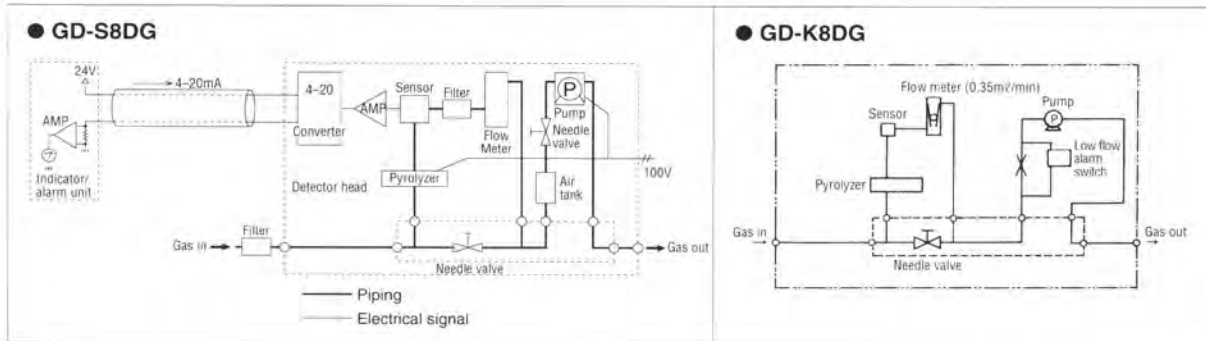 ● GD-S8DG
24V
4-20mA
4-20
Converter
AMP
Sensor
Filter
Flow
Meter
P
Pump
Needle
valve
AMP
Indicator/
alarm unit
Detector head
Pyrolyzer
Air
tank
100V
Gas in
Filter
Needle valve
Gas out
Piping
Electrical signal
● GD-K8DG
Flow meter (0.35mℓ/min)
Sensor
Pump
P
Low flow
alarm
switch
Pyrolyzer
Gas in
Needle valve
Gas out